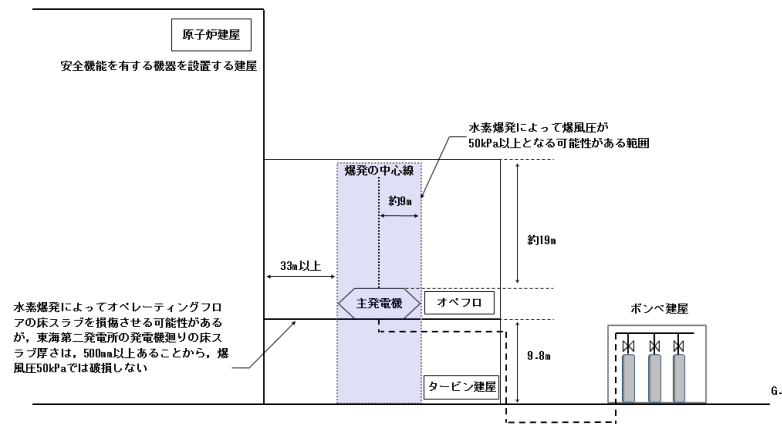 原子炉建屋
安全機能を有する機器を設置する建屋
水素爆発によって爆風圧が
50kPa以上となる可能性がある範囲
爆発の中心線
約9m
約19m
33m以上
主発電機
オペフロ
ボンベ建屋
水素爆発によってオペレーティングフロ
アの床スラブを損傷させる可能性がある
が，東海第二発電所の発電機廻りの床ス
ラブ厚さは，500mm以上あることから，爆
風圧50kPaでは破損しない
9.8m
タービン建屋
G.